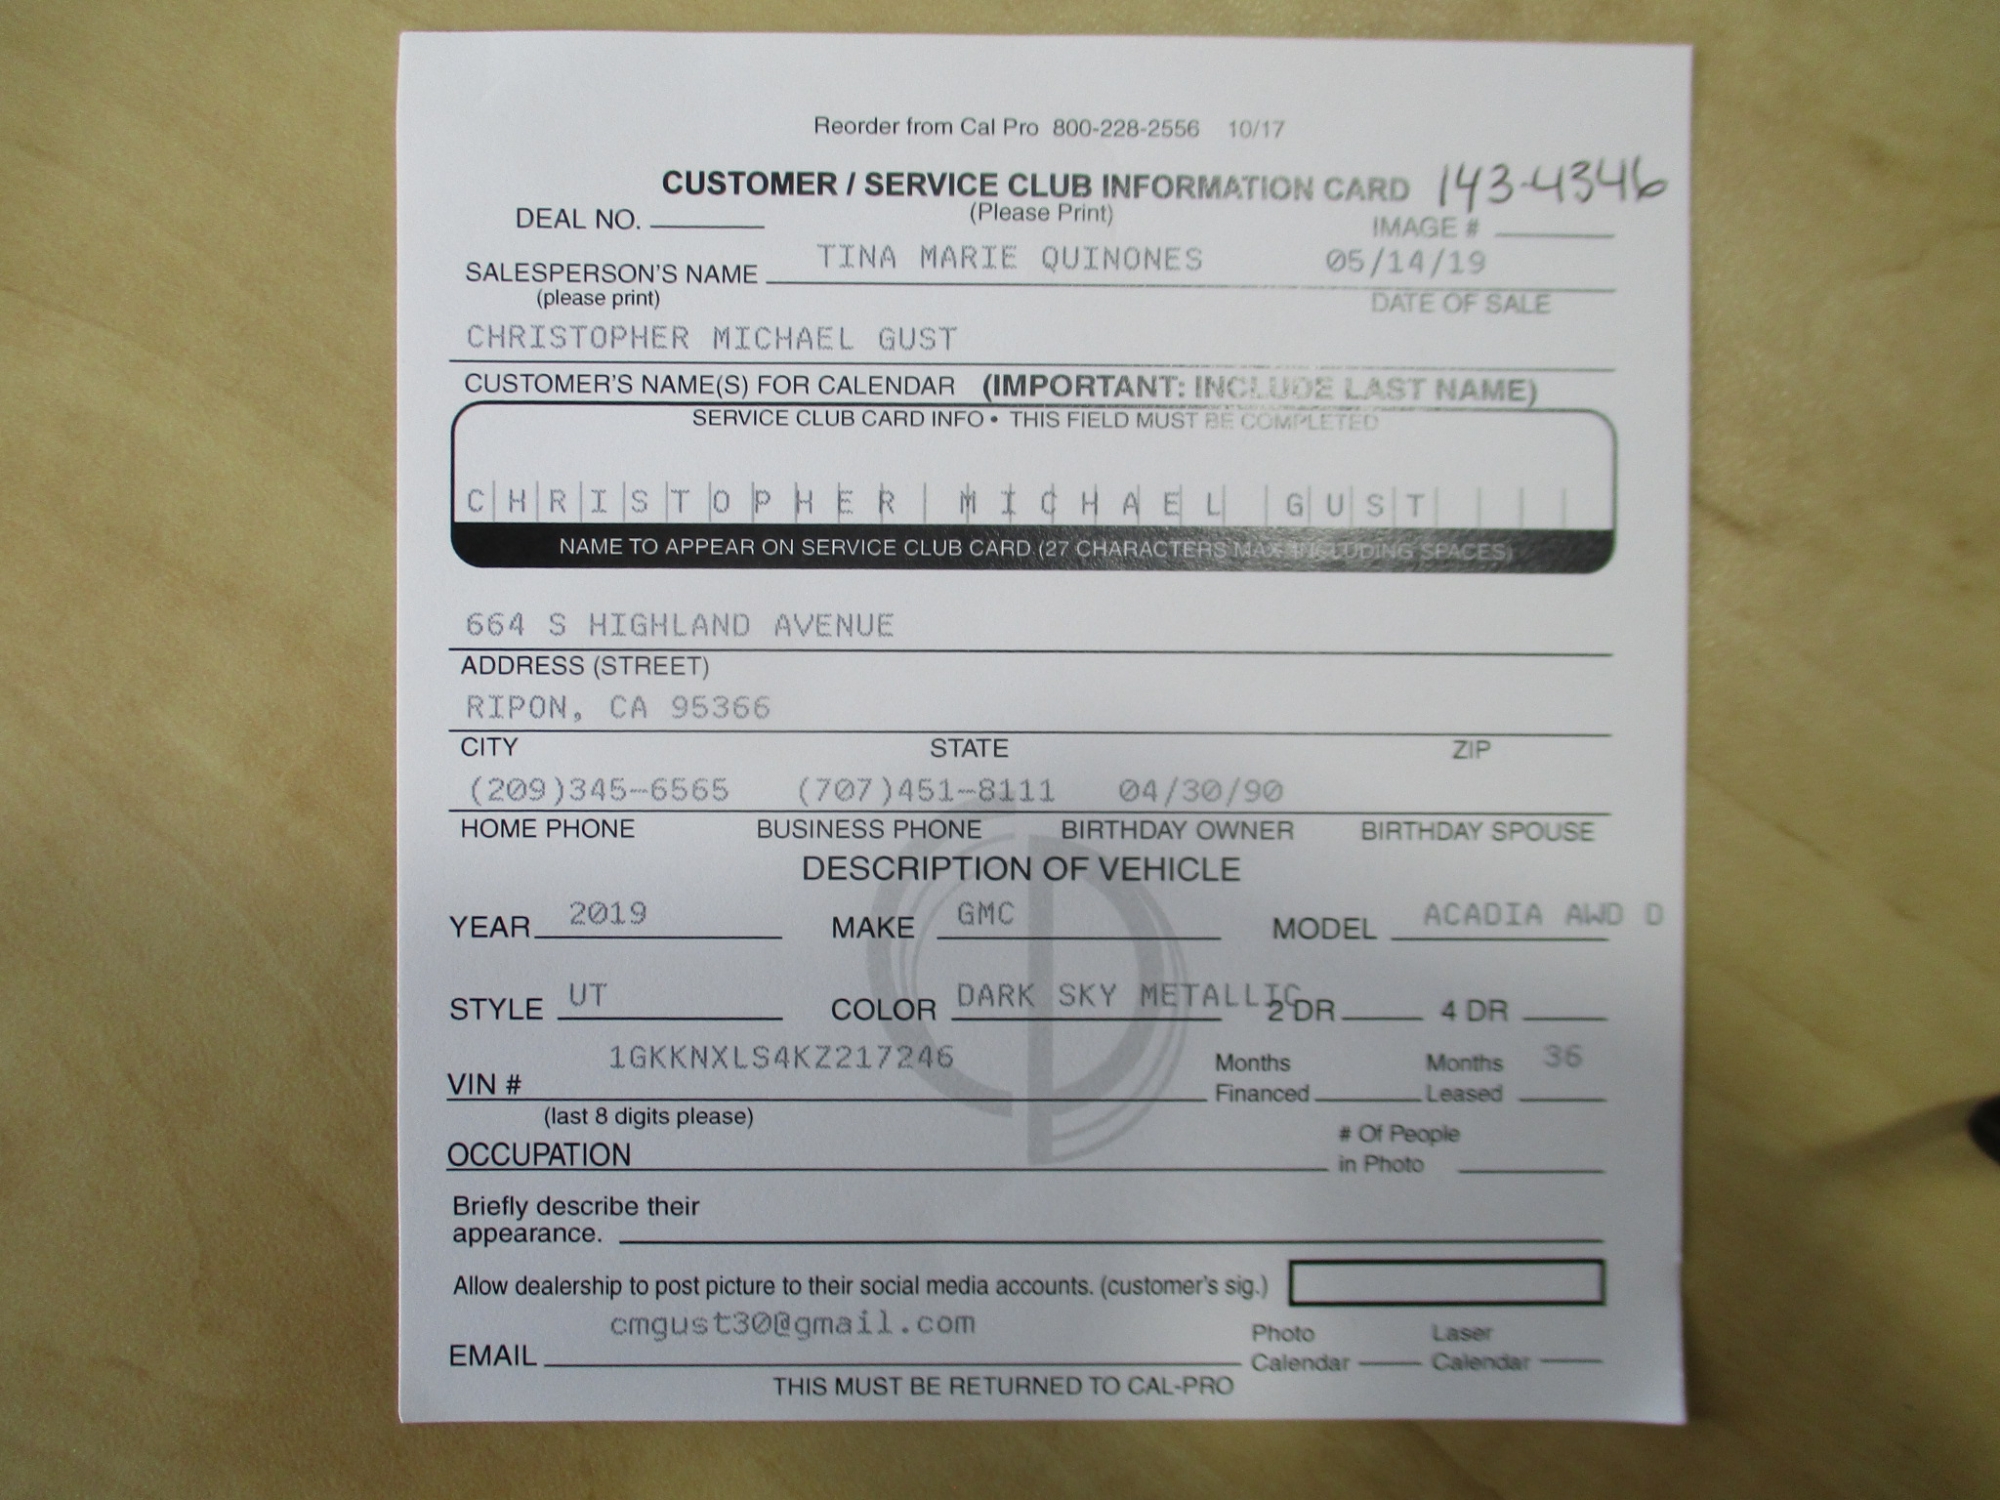 Reorder from Cal Pro 800-228-2556 10/17
CUSTOMER / SERVICE CLUB INFORMATION CARD 143-4346
(Please Print)
DEAL NO.
IMAGE #
TINA MARIE QUINONES 05/14/19
SALESPERSON'S NAME
(please print) DATE OF SALE
CHRISTOPHER MICHAEL GUST
CUSTOMER'S NAME(S) FOR CALENDAR (IMPORTANT: INCLUDE LAST NAME)
SERVICE CLUB CARD INFO • THIS FIELD MUST BE COMPLETED
CHRISTOPHER MICHAEL GUST
NAME TO APPEAR ON SERVICE CLUB CARD (27 CHARACTERS MAX INCLUDING SPACES)
664 S HIGHLAND AVENUE
ADDRESS (STREET)
RIPON, CA 95366
CITY STATE ZIP
(209)345-6565 (707)451-8111 04/30/90
HOME PHONE BUSINESS PHONE BIRTHDAY OWNER BIRTHDAY SPOUSE
DESCRIPTION OF VEHICLE
YEAR 2019 MAKE GMC MODEL ACADIA AWD D
STYLE UT COLOR DARK SKY METALLIC 2 DR 4 DR
VIN # 1GKKNXLS4KZ217246 Months Financed Months Leased 36
(last 8 digits please)
OCCUPATION # Of People in Photo
Briefly describe their
appearance.
Allow dealership to post picture to their social media accounts. (customer's sig.)
cmgust30@gmail.com
EMAIL Photo Calendar Laser Calendar
THIS MUST BE RETURNED TO CAL-PRO